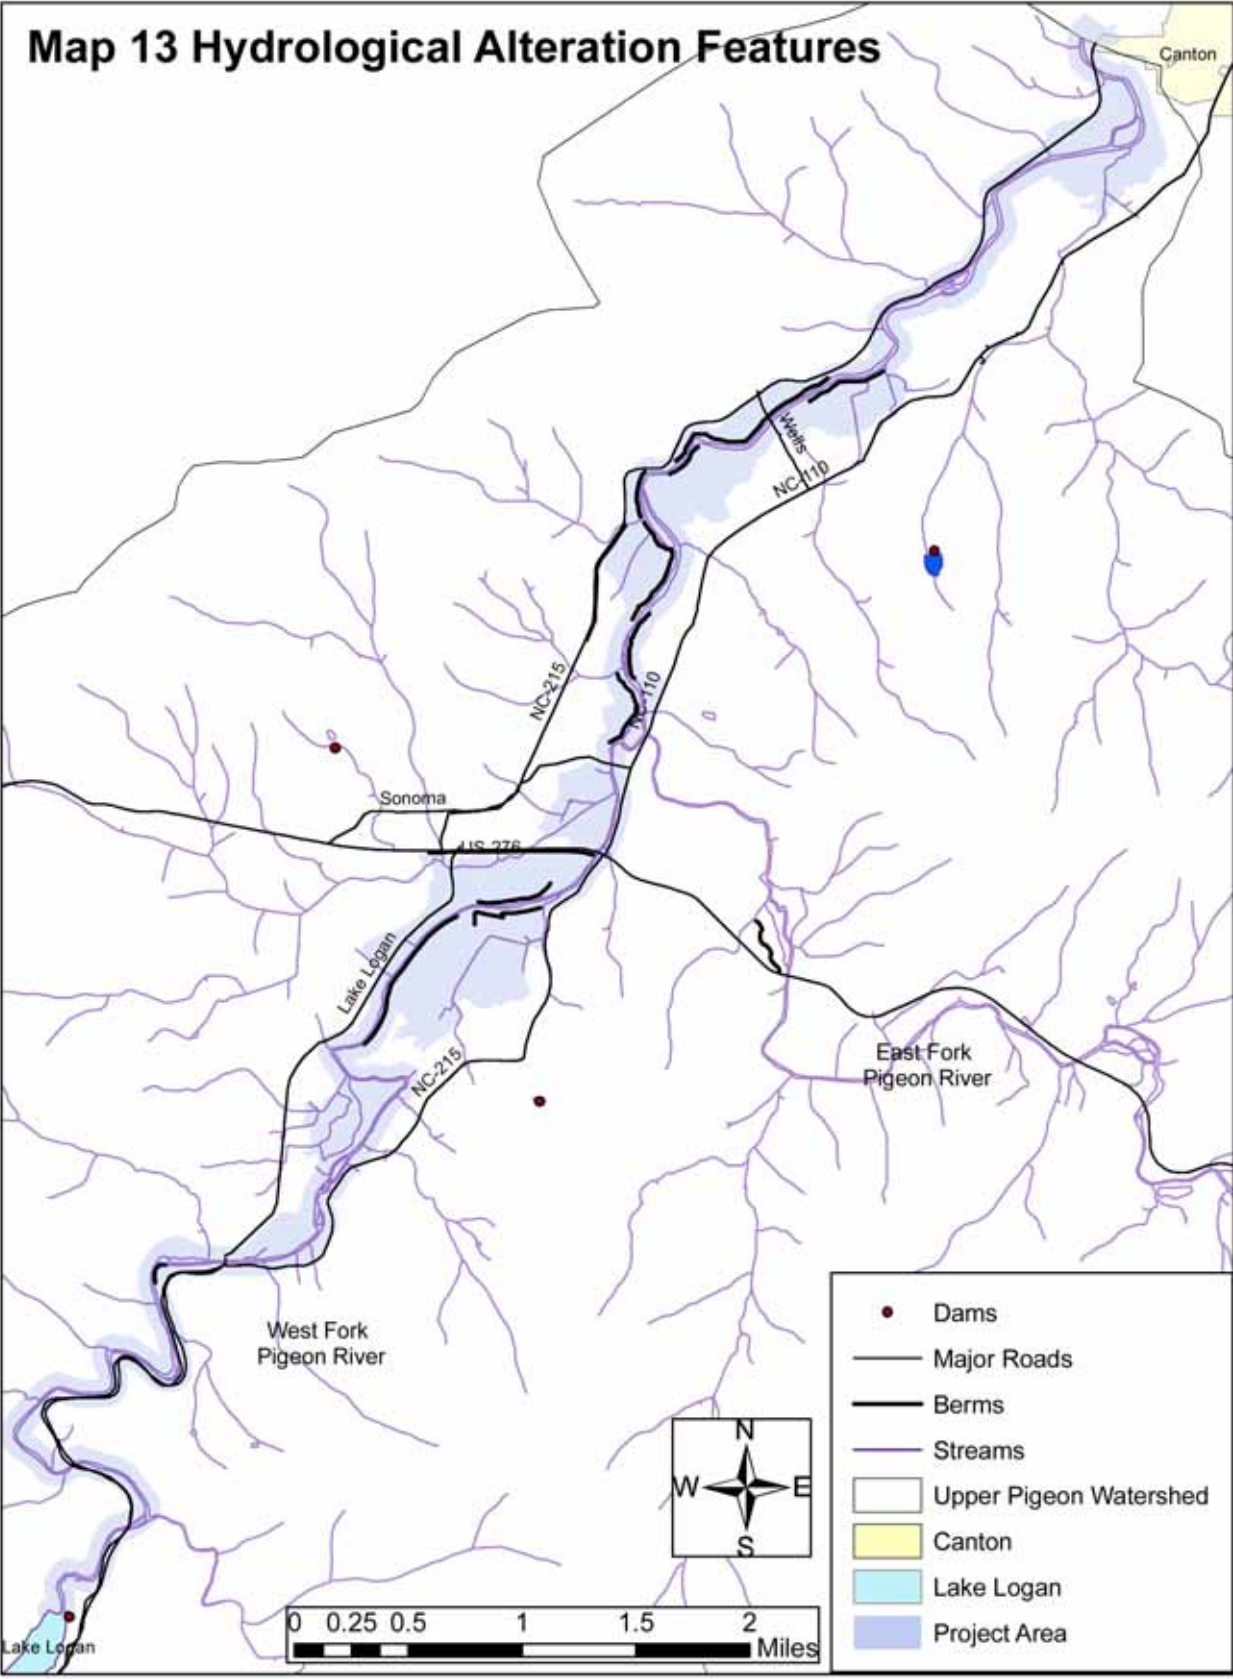 Map 13 Hydrological Alteration Features
Canton
Wells
NC-110
NC-215
NC-110
Sonoma
US-276
Lake Logan
NC-215
East Fork
Pigeon River
West Fork
Pigeon River
Lake Logan
N
W E
S
0 0.25 0.5 1 1.5 2
Miles
Dams
Major Roads
Berms
Streams
Upper Pigeon Watershed
Canton
Lake Logan
Project Area